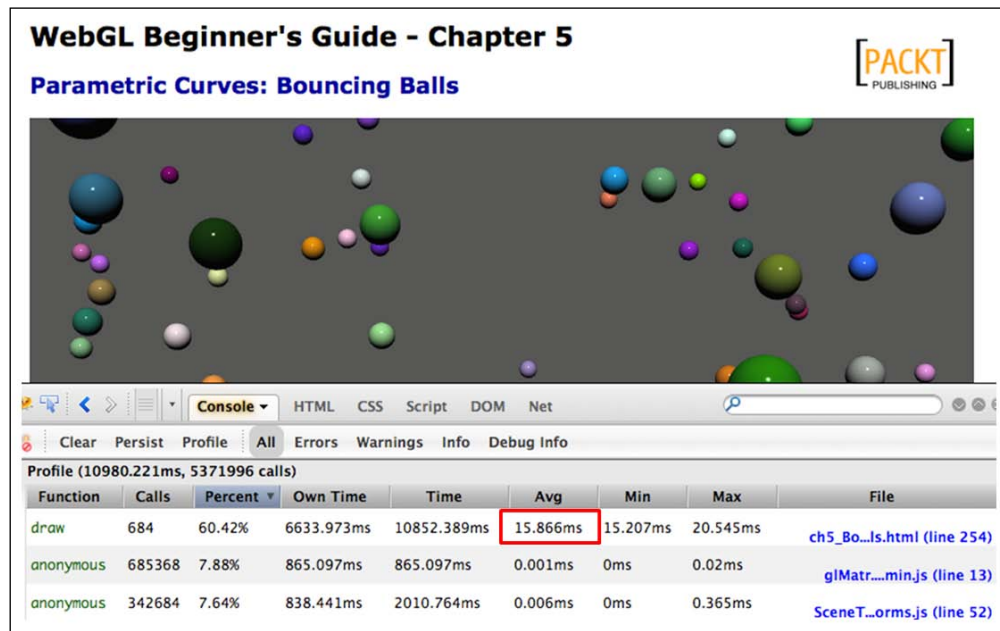 WebGL Beginner's Guide - Chapter 5
PACKT
PUBLISHING
Parametric Curves: Bouncing Balls
Console HTML CSS Script DOM Net
Clear Persist Profile All Errors Warnings Info Debug Info
Profile (10980.221ms, 5371996 calls)
Function Calls Percent Own Time Time Avg Min Max File
draw 684 60.42% 6633.973ms 10852.389ms 15.866ms 15.207ms 20.545ms ch5_Bo...ls.html (line 254)
anonymous 685368 7.88% 865.097ms 865.097ms 0.001ms 0ms 0.02ms glMatr....min.js (line 13)
anonymous 342684 7.64% 838.441ms 2010.764ms 0.006ms 0ms 0.365ms SceneT...orms.js (line 52)